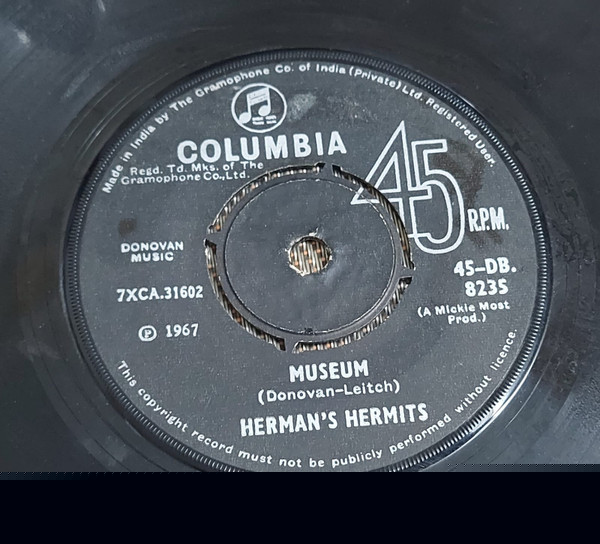 Made in India by The Gramophone Co. of India (Private) Ltd. Registered User.
COLUMBIA
Regd. Td. Mks. of The
Gramophone Co., Ltd.
45
R.P.M.
DONOVAN
MUSIC
45-DB.
8235
7XCA.31602
(A Mickie Most
Prod.)
℗ 1967
MUSEUM
(Donovan-Leitch)
HERMAN'S HERMITS
This copyright record must not be publicly performed without licence.